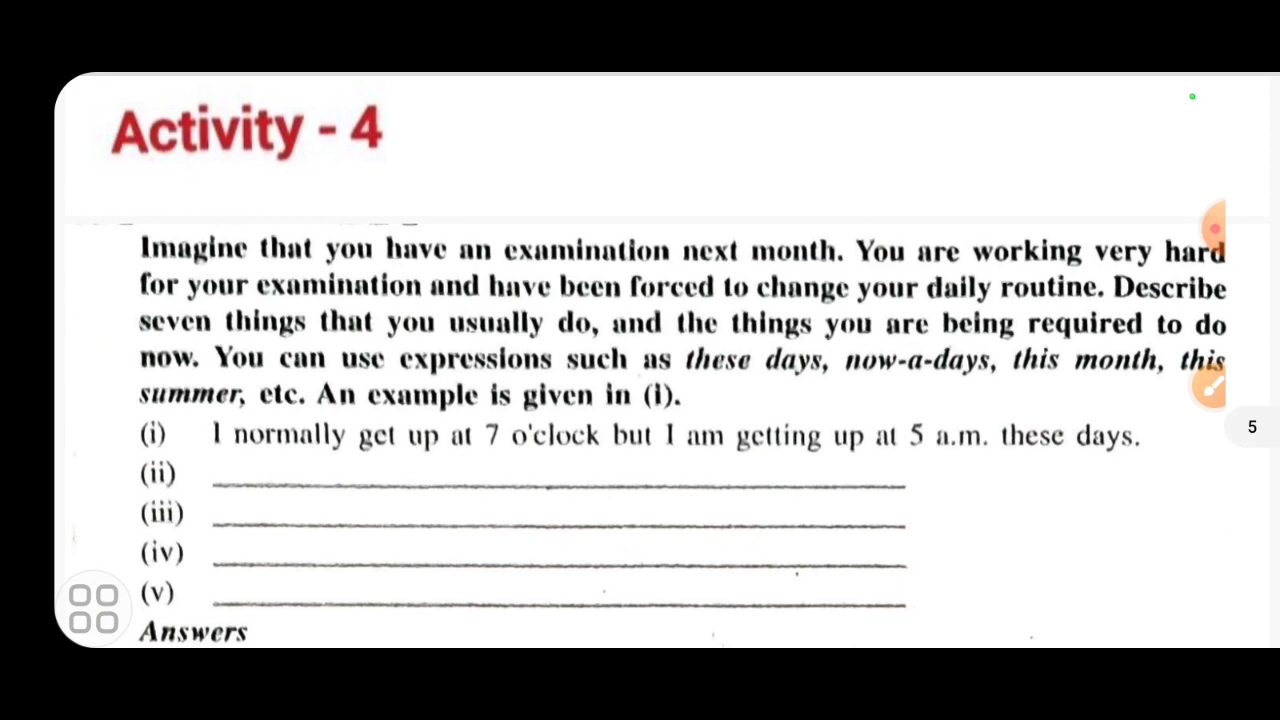 Activity - 4
Imagine that you have an examination next month. You are working very hard
for your examination and have been forced to change your daily routine. Describe
seven things that you usually do, and the things you are being required to do
now. You can use expressions such as these days, now-a-days, this month, this
summer, etc. An example is given in (i).
(i) I normally get up at 7 o'clock but I am getting up at 5 a.m. these days.
5
(ii)
(iii)
(iv)
(v)
Answers